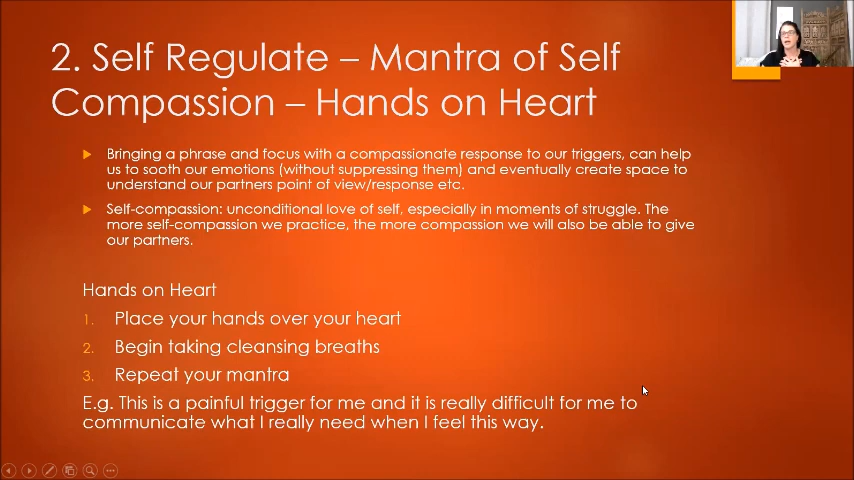 2. Self Regulate – Mantra of Self
Compassion – Hands on Heart
Bringing a phrase and focus with a compassionate response to our triggers, can help
us to sooth our emotions (without suppressing them) and eventually create space to
understand our partners point of view/response etc.
Self-compassion: unconditional love of self, especially in moments of struggle. The
more self-compassion we practice, the more compassion we will also be able to give
our partners.
Hands on Heart
1. Place your hands over your heart
2. Begin taking cleansing breaths
3. Repeat your mantra
E.g. This is a painful trigger for me and it is really difficult for me to
communicate what I really need when I feel this way.